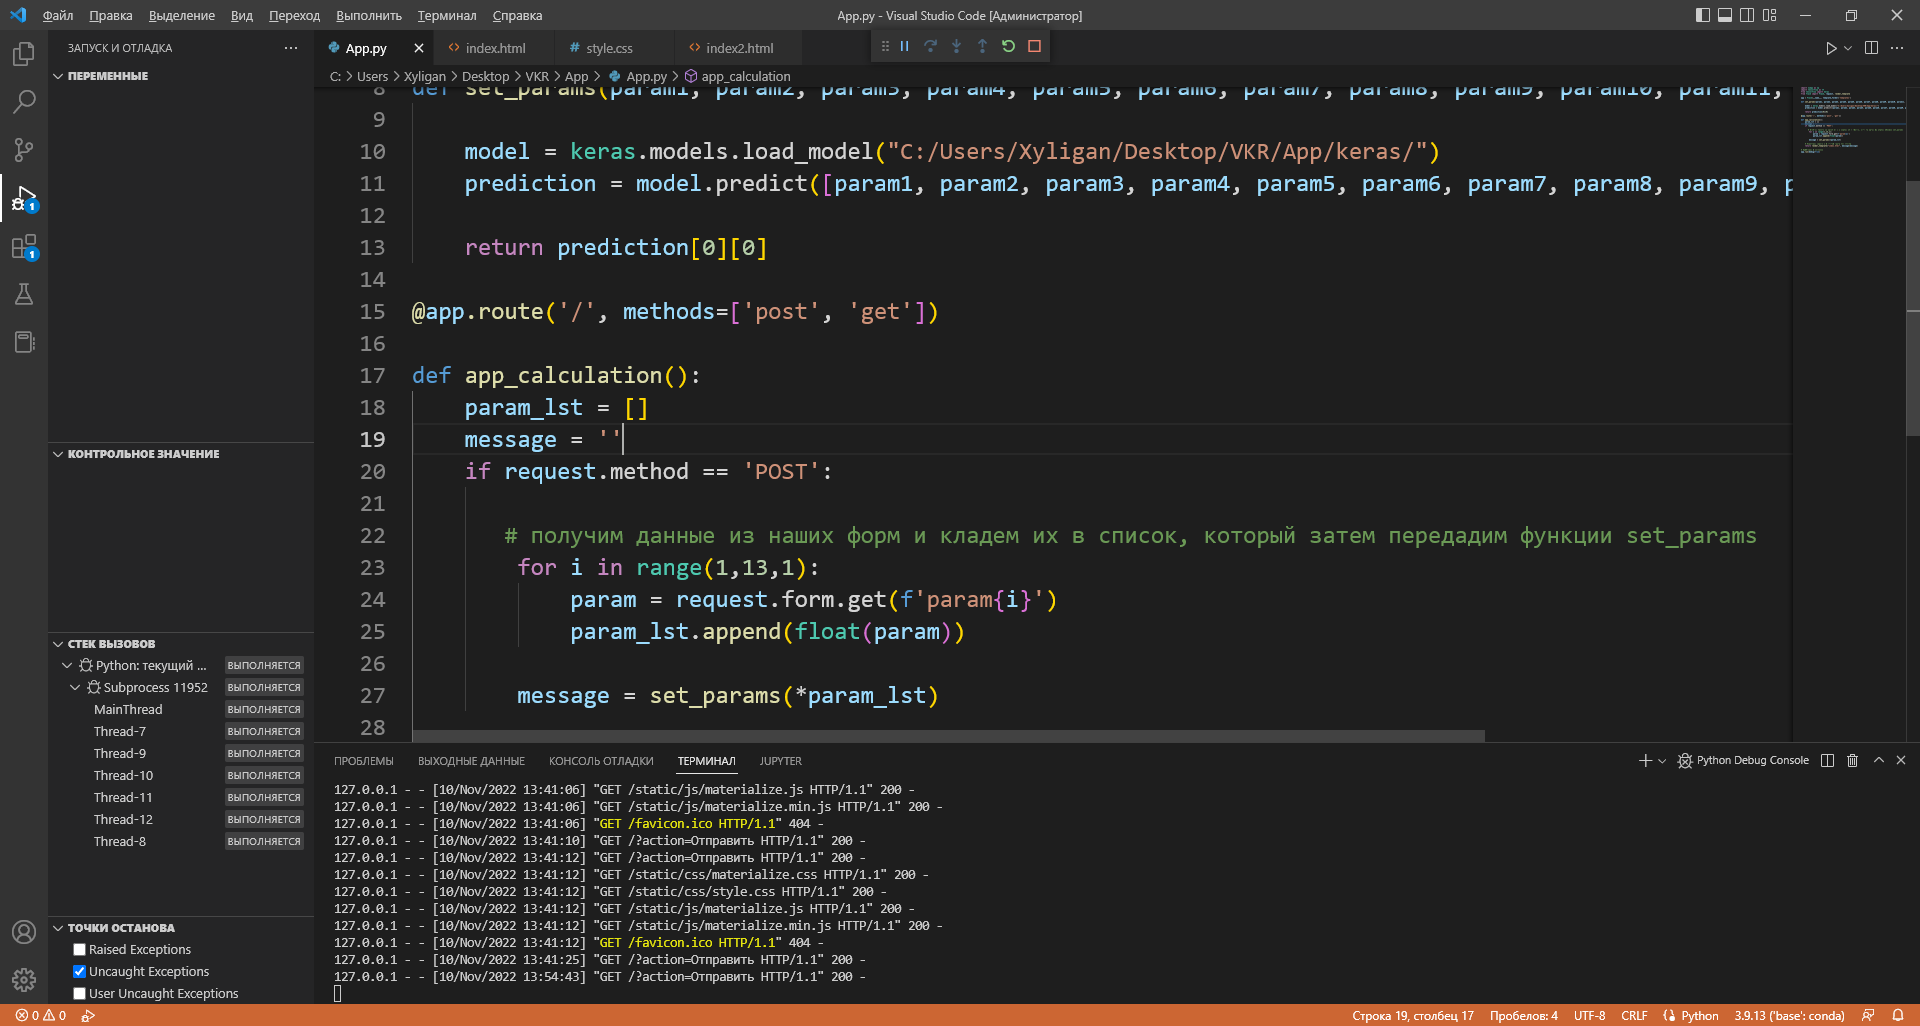 Файл Правка Выделение Вид Переход Выполнить Терминал Справка
App.py - Visual Studio Code [Администратор]
ЗАПУСК И ОТЛАДКА
App.py index.html style.css index2.html
C: > Users > Xyligan > Desktop > VKR > App > App.py > app_calculation
ПЕРЕМЕННЫЕ
8 def set_params(param1, param2, param3, param4, param5, param6, param7, param8, param9, param10, param11,
9
10 model = keras.models.load_model("C:/Users/Xyligan/Desktop/VKR/App/keras/")
11 prediction = model.predict([param1, param2, param3, param4, param5, param6, param7, param8, param9, p
12
13 return prediction[0][0]
14
15 @app.route('/', methods=['post', 'get'])
16
17 def app_calculation():
18 param_lst = []
19 message = ''
20 if request.method == 'POST':
21
22 # получим данные из наших форм и кладем их в список, который затем передадим функции set_params
23 for i in range(1,13,1):
24 param = request.form.get(f'param{i}')
25 param_lst.append(float(param))
26
27 message = set_params(*param_lst)
28
КОНТРОЛЬНОЕ ЗНАЧЕНИЕ
СТЕК ВЫЗОВОВ
Python: текущий ... ВЫПОЛНЯЕТСЯ
Subprocess 11952 ВЫПОЛНЯЕТСЯ
MainThread ВЫПОЛНЯЕТСЯ
Thread-7 ВЫПОЛНЯЕТСЯ
Thread-9 ВЫПОЛНЯЕТСЯ
Thread-10 ВЫПОЛНЯЕТСЯ
Thread-11 ВЫПОЛНЯЕТСЯ
Thread-12 ВЫПОЛНЯЕТСЯ
Thread-8 ВЫПОЛНЯЕТСЯ
ТОЧКИ ОСТАНОВА
Raised Exceptions
Uncaught Exceptions
User Uncaught Exceptions
1
1
ПРОБЛЕМЫ ВЫХОДНЫЕ ДАННЫЕ КОНСОЛЬ ОТЛАДКИ ТЕРМИНАЛ JUPYTER
Python Debug Console
127.0.0.1 - - [10/Nov/2022 13:41:06] "GET /static/js/materialize.js HTTP/1.1" 200 -
127.0.0.1 - - [10/Nov/2022 13:41:06] "GET /static/js/materialize.min.js HTTP/1.1" 200 -
127.0.0.1 - - [10/Nov/2022 13:41:06] "GET /favicon.ico HTTP/1.1" 404 -
127.0.0.1 - - [10/Nov/2022 13:41:10] "GET /?action=Отправить HTTP/1.1" 200 -
127.0.0.1 - - [10/Nov/2022 13:41:12] "GET /?action=Отправить HTTP/1.1" 200 -
127.0.0.1 - - [10/Nov/2022 13:41:12] "GET /static/css/materialize.css HTTP/1.1" 200 -
127.0.0.1 - - [10/Nov/2022 13:41:12] "GET /static/css/style.css HTTP/1.1" 200 -
127.0.0.1 - - [10/Nov/2022 13:41:12] "GET /static/js/materialize.js HTTP/1.1" 200 -
127.0.0.1 - - [10/Nov/2022 13:41:12] "GET /static/js/materialize.min.js HTTP/1.1" 200 -
127.0.0.1 - - [10/Nov/2022 13:41:12] "GET /favicon.ico HTTP/1.1" 404 -
127.0.0.1 - - [10/Nov/2022 13:41:25] "GET /?action=Отправить HTTP/1.1" 200 -
127.0.0.1 - - [10/Nov/2022 13:54:43] "GET /?action=Отправить HTTP/1.1" 200 -
0 0
Строка 19, столбец 17 Пробелов: 4 UTF-8 CRLF Python 3.9.13 ('base': conda)